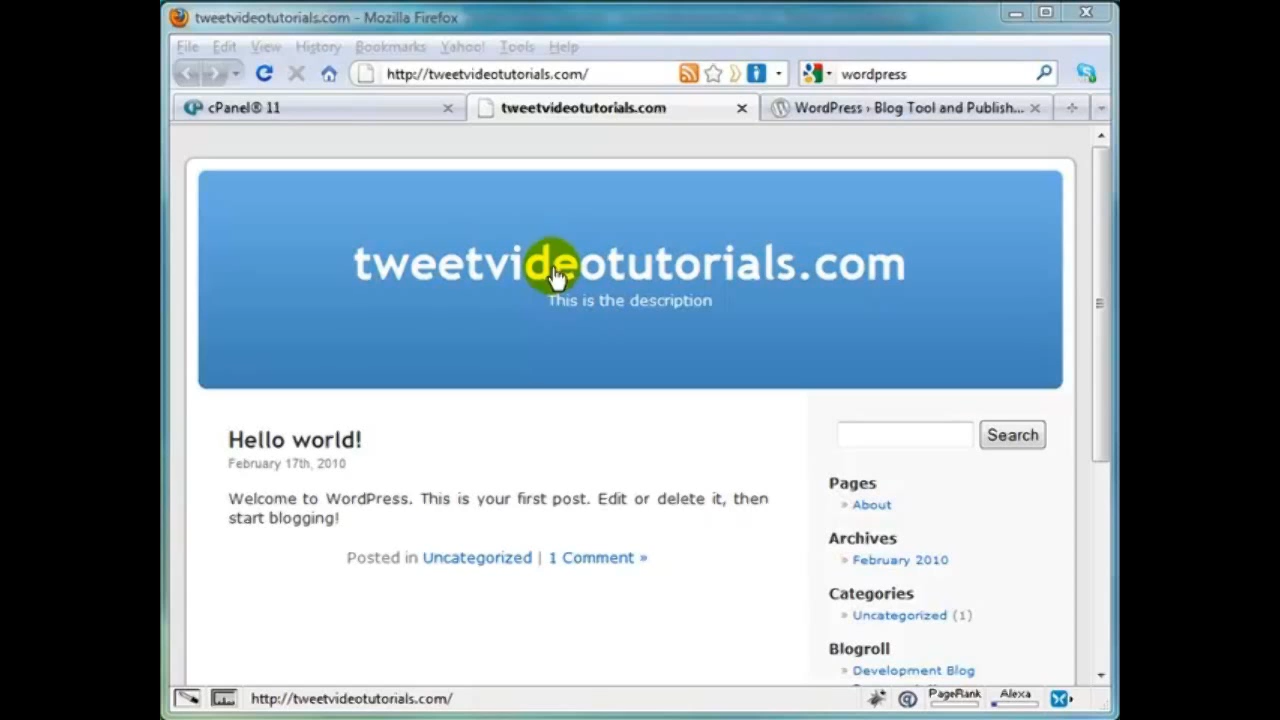 tweetvideotutorials.com - Mozilla Firefox
File Edit View History Bookmarks Yahoo! Tools Help
http://tweetvideotutorials.com/ wordpress
cPanel® 11 tweetvideotutorials.com WordPress › Blog Tool and Publish...
tweetvideotutorials.com
This is the description
Hello world!
February 17th, 2010
Welcome to WordPress. This is your first post. Edit or delete it, then
start blogging!
Posted in Uncategorized | 1 Comment »
Search
Pages
» About
Archives
» February 2010
Categories
» Uncategorized (1)
Blogroll
» Development Blog
http://tweetvideotutorials.com/ PageRank Alexa